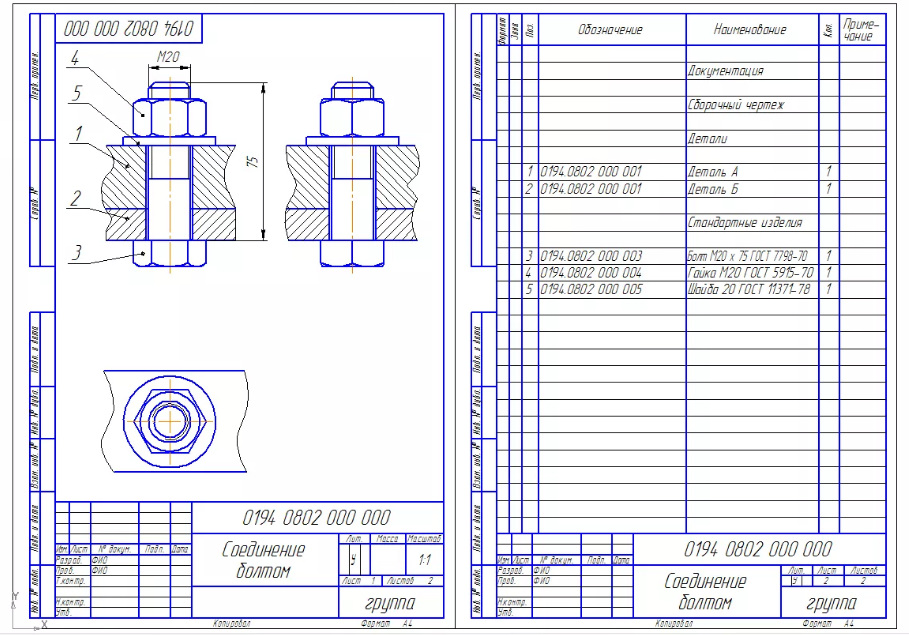 0194 0802 000 000
M20
4
5
1
2
3
75
Перв. примен.
Справ. №
Подп. и дата
Инв. № дубл.
Взам. инв. №
Подп. и дата
Инв. № подл.
0194 0802 000 000
Соединение
болтом
Лит. Масса Масштаб
У 1:1
Лист 1 Листов 2
группа
Изм. Лист № докум. Подп. Дата
Разраб. ФИО
Пров. ФИО
Т.контр.
Н.контр.
Утв.
Копировал Формат A4
Y
X
Перв. примен.
Справ. №
Подп. и дата
Инв. № дубл.
Взам. инв. №
Подп. и дата
Инв. № подл.
Формат Зона Поз. Обозначение Наименование Кол. Приме-
чание
Документация
Сборочный чертеж
Детали
1 0194.0802 000 001 Деталь А 1
2 0194.0802 000 001 Деталь Б 1
Стандартные изделия
3 0194.0802 000 003 Болт М20 х 75 ГОСТ 7798-70 1
4 0194.0802 000 004 Гайка М20 ГОСТ 5915-70 1
5 0194.0802 000 005 Шайба 20 ГОСТ 11371-78 1
0194 0802 000 000
Изм. Лист № докум. Подп. Дата
Разраб. ФИО
Пров. ФИО
Н.контр.
Утв.
Соединение
болтом
Лит. Лист Листов
У 2 2
группа
Копировал Формат A4